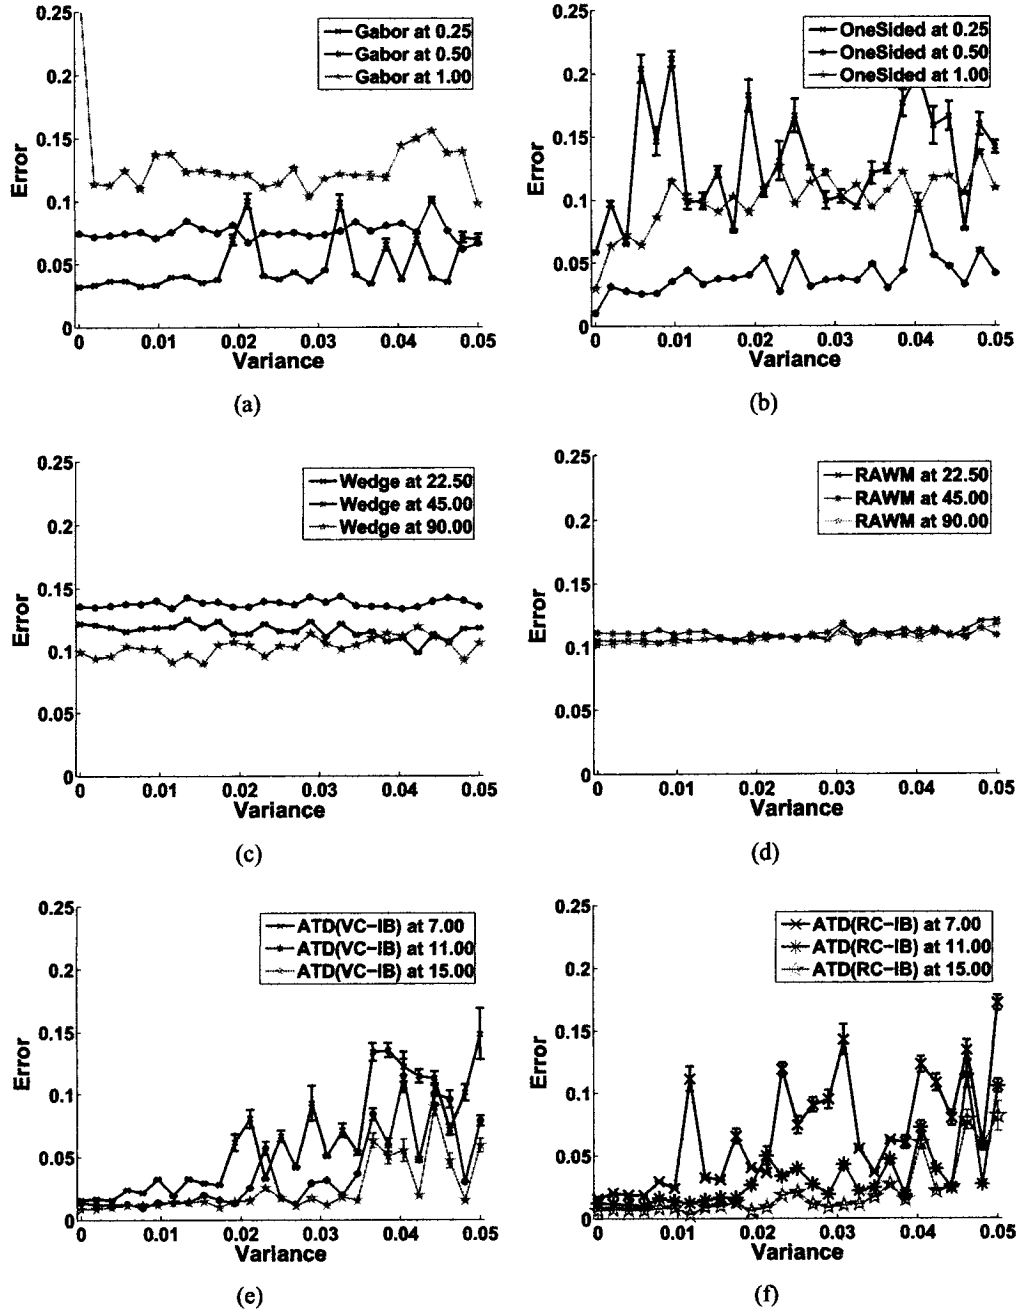 0.25
0.2
0.15
0.1
0.05
0
Error
Gabor at 0.25
Gabor at 0.50
Gabor at 1.00
0 0.01 0.02 0.03 0.04 0.05
Variance
(a)
0.25
0.2
0.15
0.1
0.05
0
Error
OneSided at 0.25
OneSided at 0.50
OneSided at 1.00
0 0.01 0.02 0.03 0.04 0.05
Variance
(b)
0.25
0.2
0.15
0.1
0.05
0
Error
Wedge at 22.50
Wedge at 45.00
Wedge at 90.00
0 0.01 0.02 0.03 0.04 0.05
Variance
(c)
0.25
0.2
0.15
0.1
0.05
0
Error
RAWM at 22.50
RAWM at 45.00
RAWM at 90.00
0 0.01 0.02 0.03 0.04 0.05
Variance
(d)
0.25
0.2
0.15
0.1
0.05
0
Error
ATD(VC-IB) at 7.00
ATD(VC-IB) at 11.00
ATD(VC-IB) at 15.00
0 0.01 0.02 0.03 0.04 0.05
Variance
(e)
0.25
0.2
0.15
0.1
0.05
0
Error
ATD(RC-IB) at 7.00
ATD(RC-IB) at 11.00
ATD(RC-IB) at 15.00
0 0.01 0.02 0.03 0.04 0.05
Variance
(f)